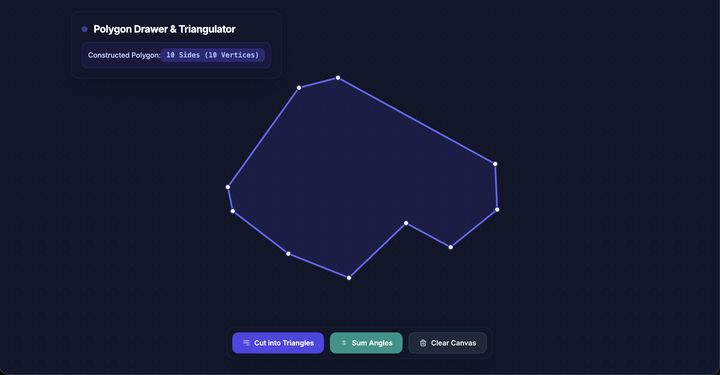 Polygon Drawer & Triangulator
Constructed Polygon: 10 Sides (10 Vertices)
Cut into Triangles
Sum Angles
Clear Canvas